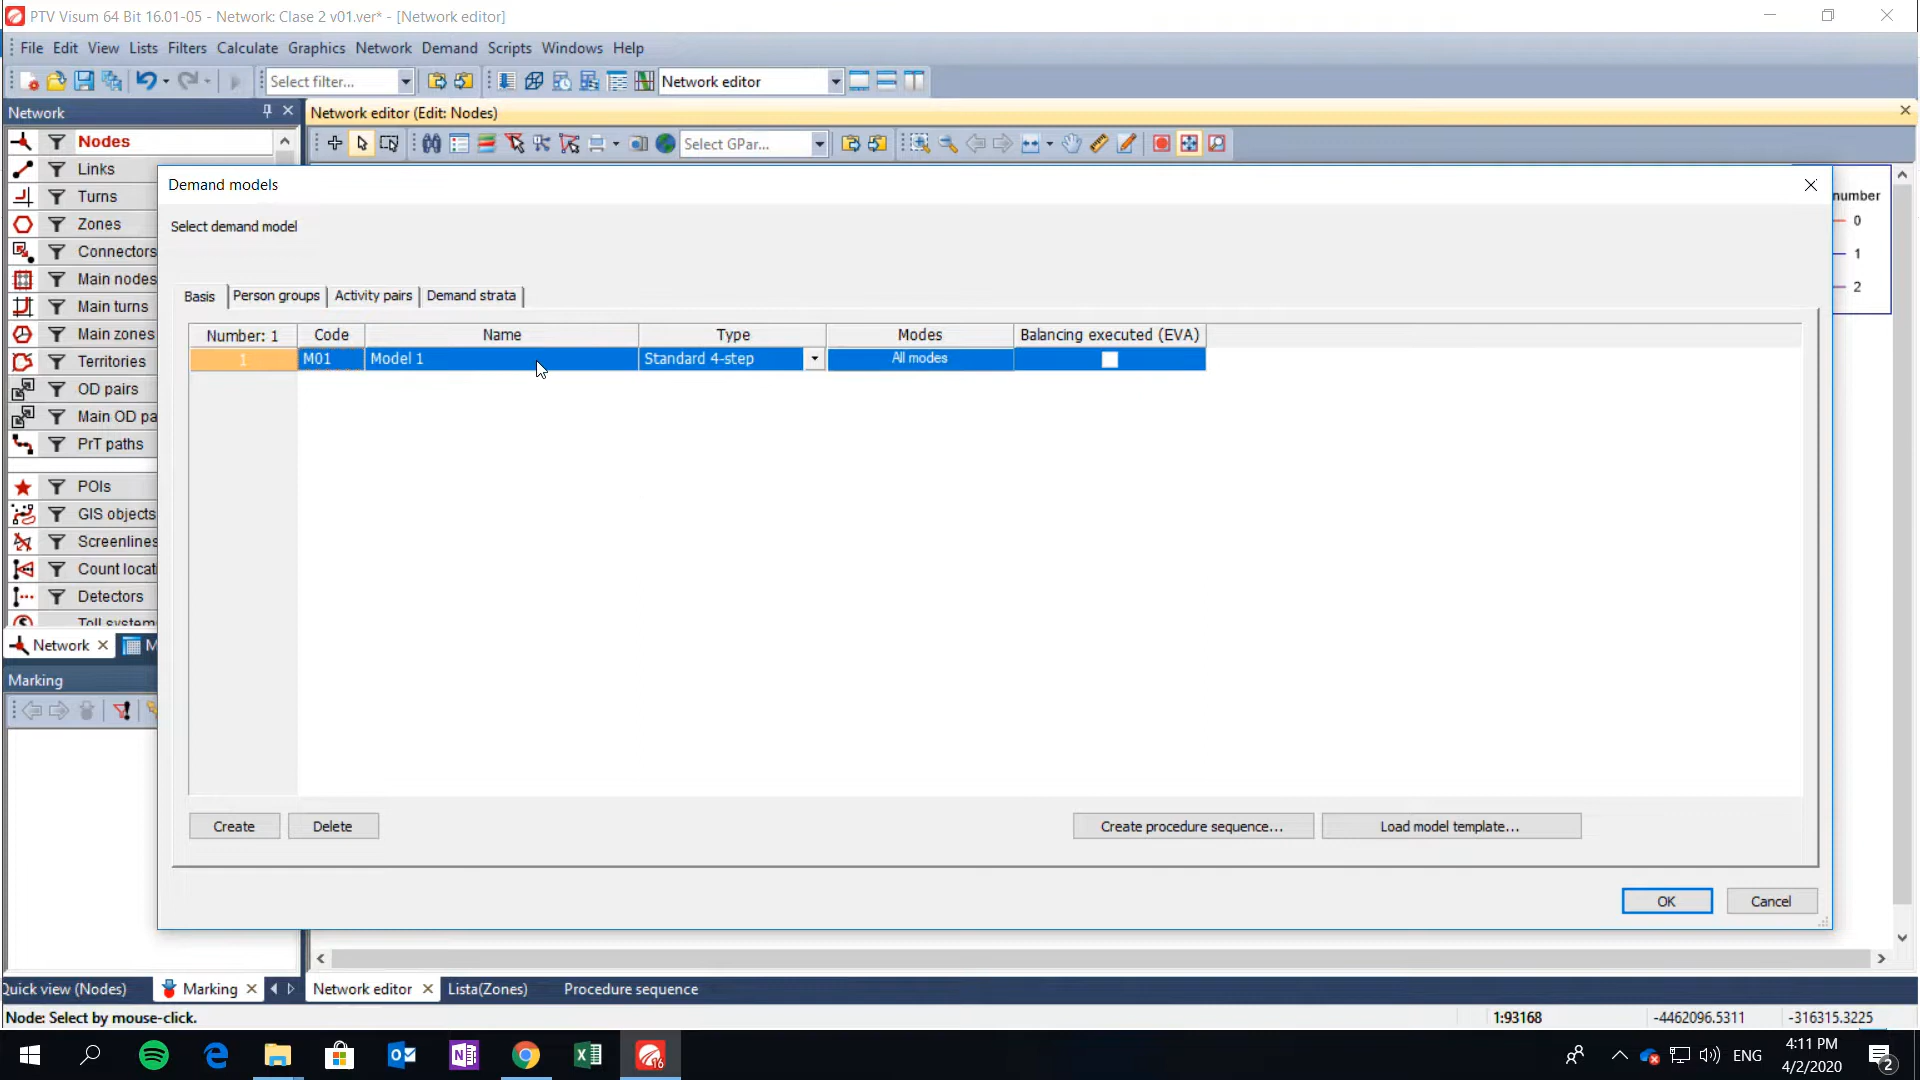 PTV Visum 64 Bit 16.01-05 - Network: Clase 2 v01.ver* - [Network editor]
File Edit View Lists Filters Calculate Graphics Network Demand Scripts Windows Help
Select filter... Network editor
Network
Network editor (Edit: Nodes)
Nodes
Select GPar...
Links
Demand models
Turns
number
Select demand model
0
Zones
1
Connectors
2
Main nodes
Basis Person groups Activity pairs Demand strata
Main turns
Number: 1 Code Name Type Modes Balancing executed (EVA)
Main zones
1 M01 Model 1 Standard 4-step All modes
Territories
OD pairs
Main OD pa
PrT paths
POIs
GIS objects
Screenlines
Count locat
Detectors
Toll system
Network M
Marking
Create Delete Create procedure sequence... Load model template...
OK Cancel
Quick view (Nodes) Marking Network editor Lista(Zones) Procedure sequence
Node: Select by mouse-click. 1:93168 -4462096.5311 -316315.3225
16
ENG
4:11 PM
4/2/2020
2